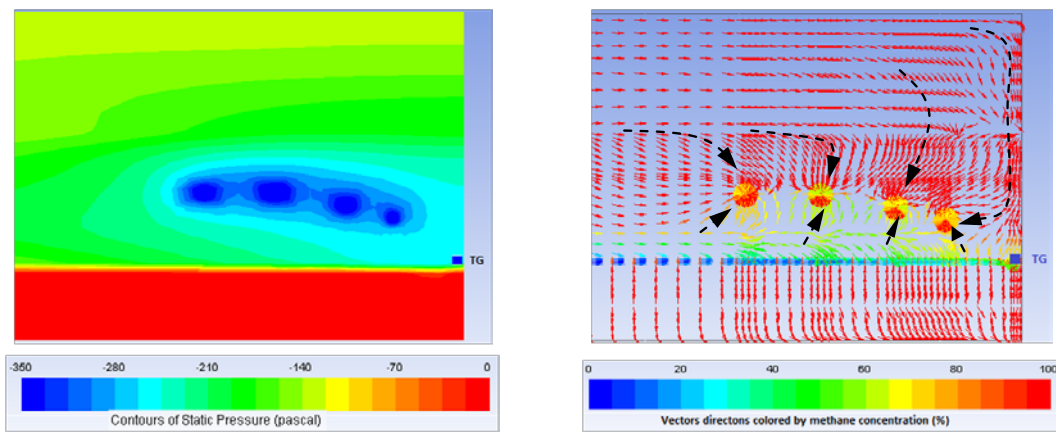 TG
-350 -280 -210 -140 -70 0
Contours of Static Pressure (pascal)
TG
0 20 40 60 80 100
Vectors directons colored by methane concentration (%)